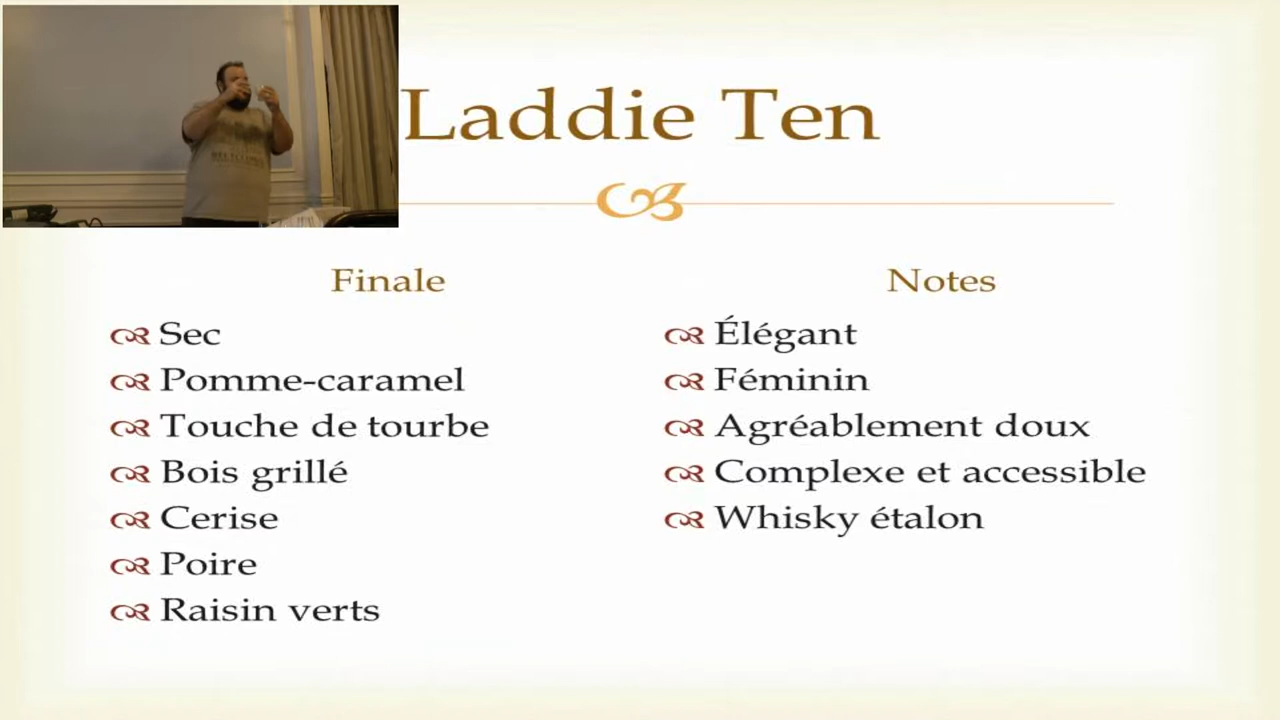 Laddie Ten
Finale
Sec
Pomme-caramel
Touche de tourbe
Bois grillé
Cerise
Poire
Raisin verts
Notes
Élégant
Féminin
Agréablement doux
Complexe et accessible
Whisky étalon